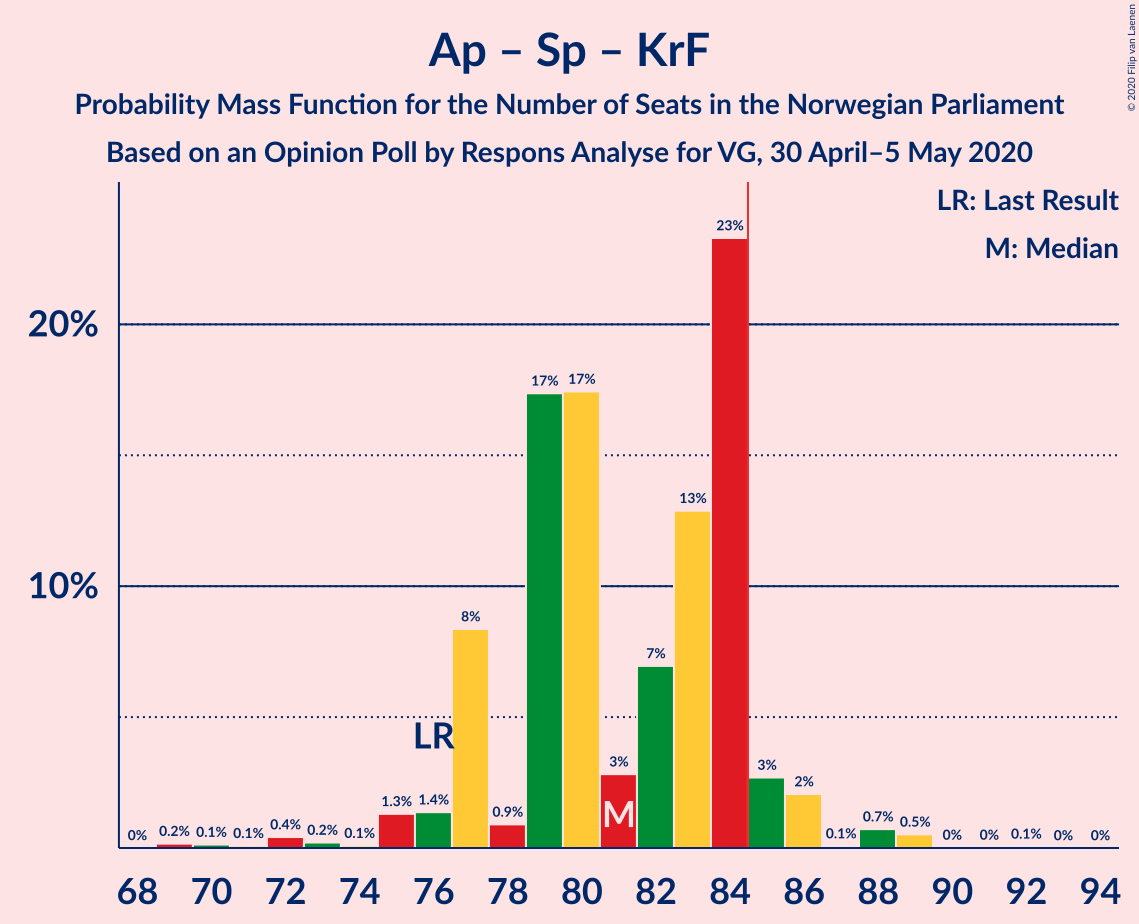 Ap – Sp – KrF
Probability Mass Function for the Number of Seats in the Norwegian Parliament
Based on an Opinion Poll by Respons Analyse for VG, 30 April–5 May 2020
© 2020 Filip van Laenen
LR: Last Result
M: Median
20%
10%
0% 0.2% 0.1% 0.1% 0.4% 0.2% 0.1% 1.3% 1.4% 8% 0.9% 17% 17% 3% 7% 13% 23% 3% 2% 0.1% 0.7% 0.5% 0% 0% 0.1% 0% 0%
LR
M
68 70 72 74 76 78 80 82 84 86 88 90 92 94